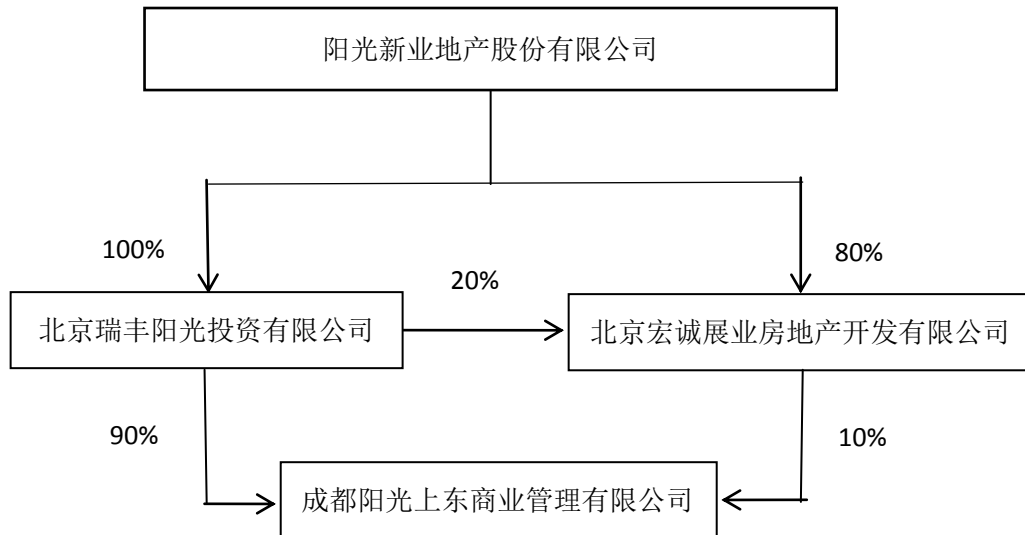 阳光新业地产股份有限公司
100%
20%
80%
北京瑞丰阳光投资有限公司
北京宏诚展业房地产开发有限公司
90%
10%
成都阳光上东商业管理有限公司